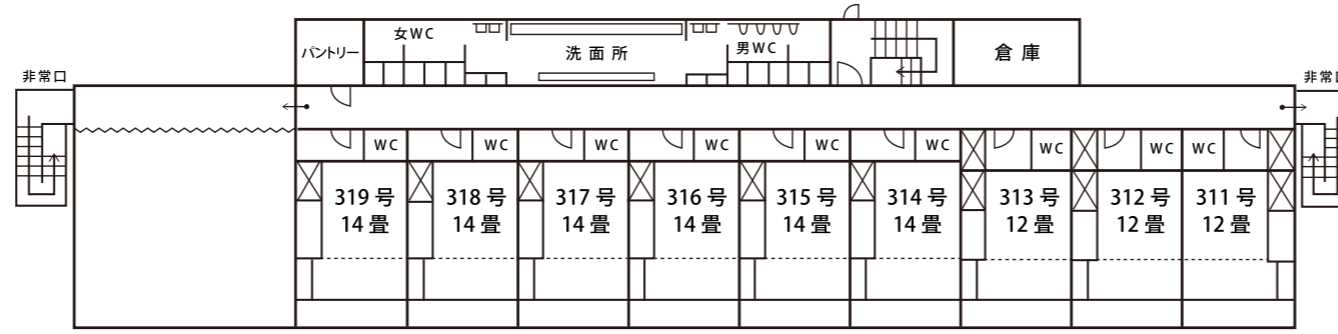 女WC
パントリー
洗面所
男WC
倉庫
非常口
非常口
WC
WC
WC
WC
WC
WC
WC
WC
WC
319号
14畳
318号
14畳
317号
14畳
316号
14畳
315号
14畳
314号
14畳
313号
12畳
312号
12畳
311号
12畳